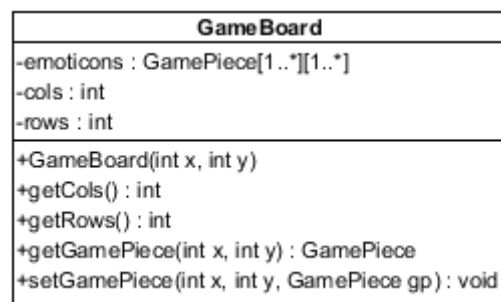 GameBoard
-emoticons : GamePiece[1..*][1..*]
-cols : int
-rows : int
+GameBoard(int x, int y)
+getCols() : int
+getRows() : int
+getGamePiece(int x, int y) : GamePiece
+setGamePiece(int x, int y, GamePiece gp) : void